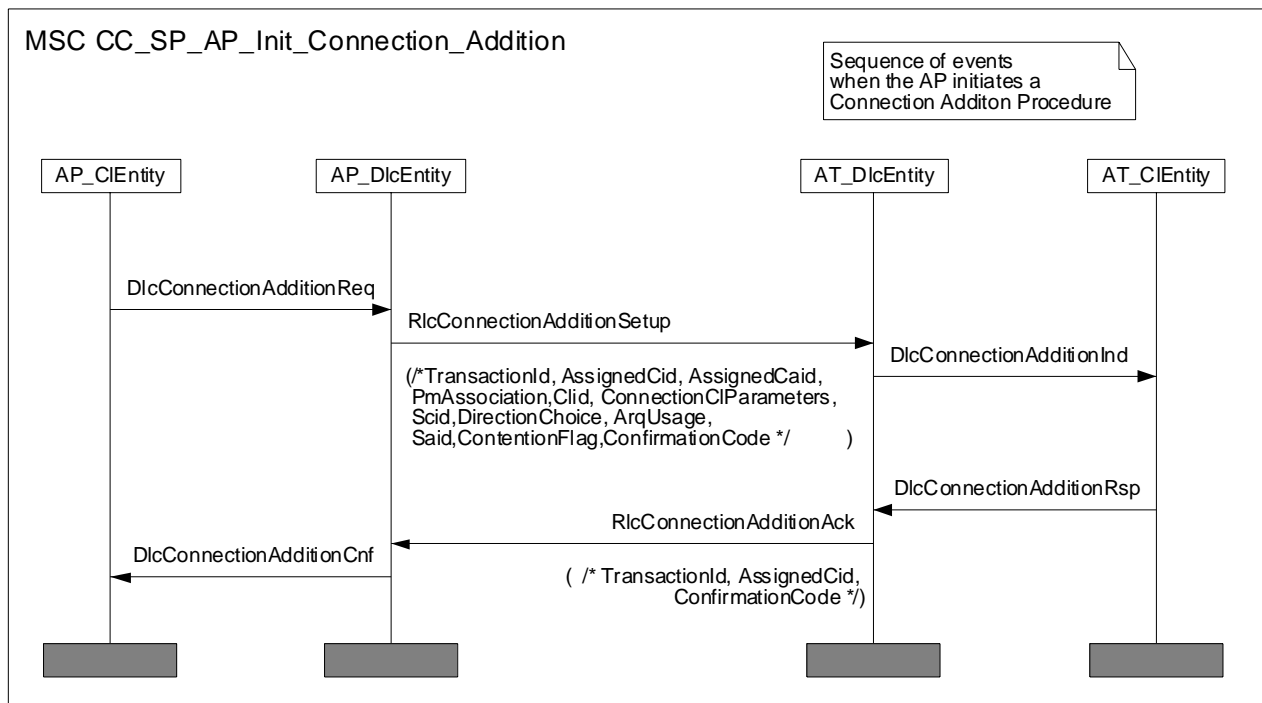 MSC CC_SP_AP_Init_Connection_Addition
Sequence of events
when the AP initiates a
Connection Additon Procedure
AP_ClEntity
AP_DlcEntity
AT_DlcEntity
AT_ClEntity
DlcConnectionAdditionReq
RlcConnectionAdditionSetup
DlcConnectionAdditionInd
(/*TransactionId, AssignedCid, AssignedCaid,
PmAssociation,Clid, ConnectionClParameters,
Scid,DirectionChoice, ArqUsage,
Said,ContentionFlag,ConfirmationCode */ )
DlcConnectionAdditionRsp
RlcConnectionAdditionAck
DlcConnectionAdditionCnf
( /* TransactionId, AssignedCid,
ConfirmationCode */)